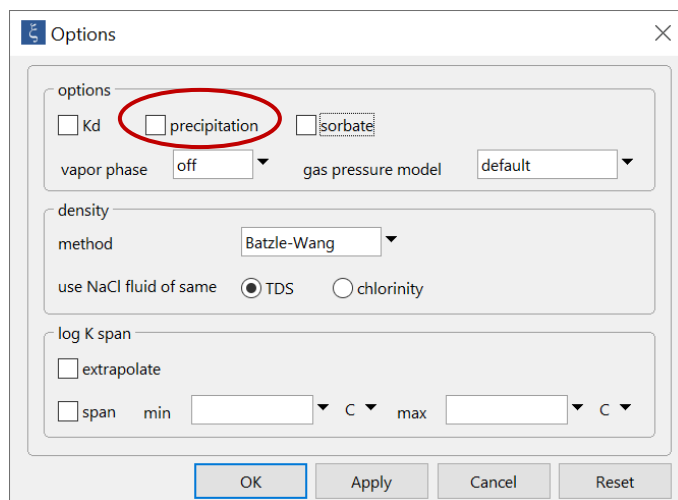 ξ Options
options
Kd precipitation sorbate
vapor phase off gas pressure model default
density
method Batzle-Wang
use NaCl fluid of same TDS chlorinity
log K span
extrapolate
span min C max C
OK Apply Cancel Reset